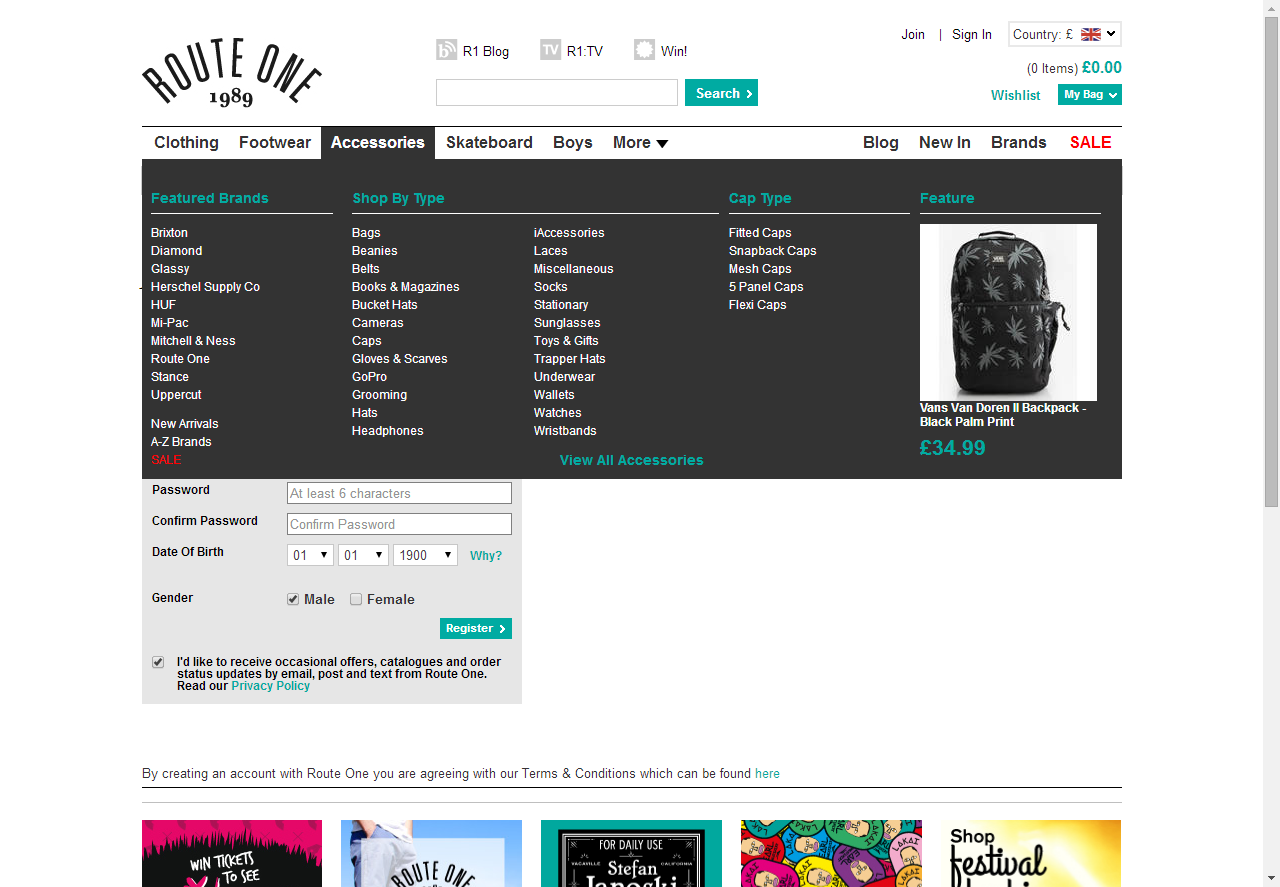 Join | Sign In Country: £
ROUTE ONE
1989
R1 Blog TV R1:TV Win!
(0 Items) £0.00
Search
Wishlist My Bag
Clothing Footwear Accessories Skateboard Boys More Blog New In Brands SALE
Featured Brands
Brixton
Diamond
Glassy
Herschel Supply Co
HUF
Mi-Pac
Mitchell & Ness
Route One
Stance
Uppercut
New Arrivals
A-Z Brands
SALE
Shop By Type
Bags
Beanies
Belts
Books & Magazines
Bucket Hats
Cameras
Caps
Gloves & Scarves
GoPro
Grooming
Hats
Headphones
iAccessories
Laces
Miscellaneous
Socks
Stationary
Sunglasses
Toys & Gifts
Trapper Hats
Underwear
Wallets
Watches
Wristbands
View All Accessories
Cap Type
Fitted Caps
Snapback Caps
Mesh Caps
5 Panel Caps
Flexi Caps
Feature
Vans Van Doren II Backpack -
Black Palm Print
£34.99
Password At least 6 characters
Confirm Password Confirm Password
Date Of Birth 01 01 1900 Why?
Gender Male Female
Register
I'd like to receive occasional offers, catalogues and order
status updates by email, post and text from Route One.
Read our Privacy Policy
By creating an account with Route One you are agreeing with our Terms & Conditions which can be found here
WIN TICKETS
TO SEE
ROUTE ONE
FOR DAILY USE
VACAVILLE CALIFORNIA
Stefan
Janoski
LAKAI
Shop
festival